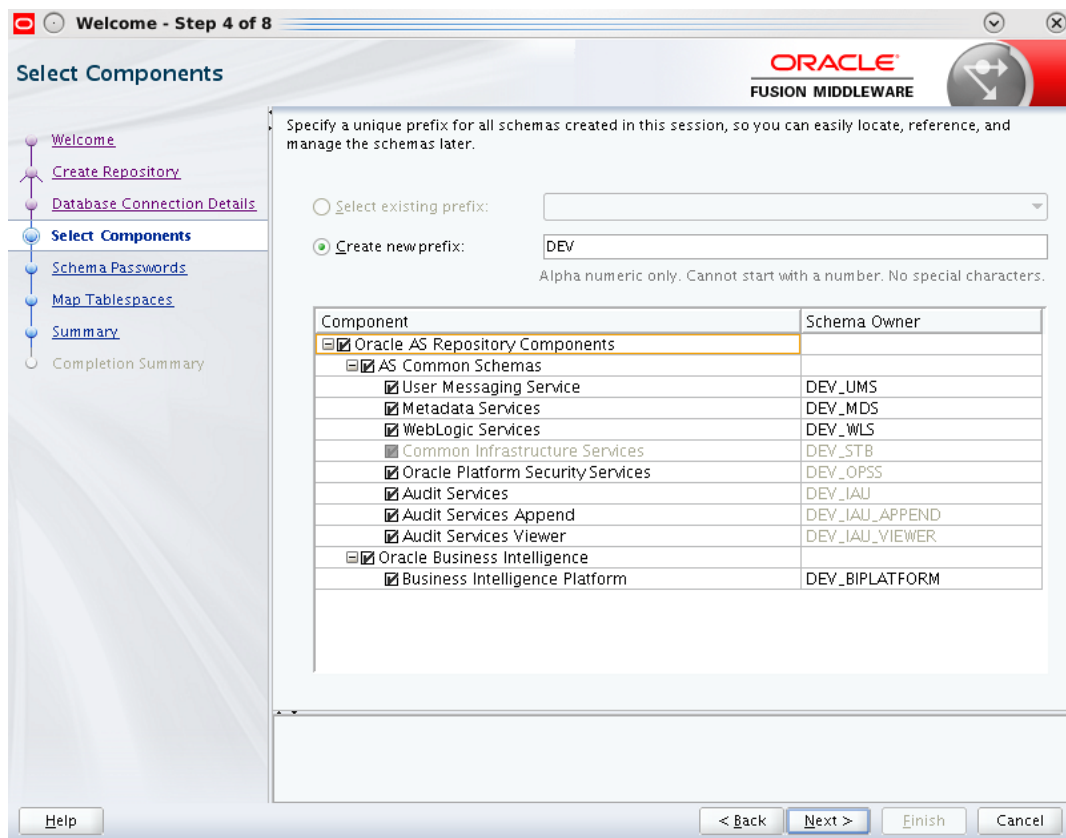 Welcome - Step 4 of 8
Select Components
ORACLE
FUSION MIDDLEWARE
Welcome
Create Repository
Database Connection Details
Select Components
Schema Passwords
Map Tablespaces
Summary
Completion Summary
Specify a unique prefix for all schemas created in this session, so you can easily locate, reference, and
manage the schemas later.
Select existing prefix:
Create new prefix: DEV
Alpha numeric only. Cannot start with a number. No special characters.
Component Schema Owner
Oracle AS Repository Components
AS Common Schemas
User Messaging Service DEV_UMS
Metadata Services DEV_MDS
WebLogic Services DEV_WLS
Common Infrastructure Services DEV_STB
Oracle Platform Security Services DEV_OPSS
Audit Services DEV_IAU
Audit Services Append DEV_IAU_APPEND
Audit Services Viewer DEV_IAU_VIEWER
Oracle Business Intelligence
Business Intelligence Platform DEV_BIPLATFORM
Help < Back Next > Finish Cancel